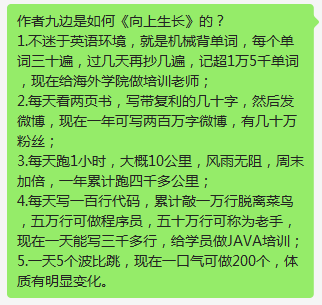 作者九边是如何《向上生长》的？
1.不迷于英语环境，就是机械背单词，每个单
词三十遍，过几天再抄几遍，记超1万5千单词
，现在给海外学院做培训老师；
2.每天看两页书，写带复利的几十字，然后发
微博，现在一年可写两百万字微博，有几十万
粉丝；
3.每天跑1小时，大概10公里，风雨无阻，周末
加倍，一年累计跑四千多公里；
4.每天写一百行代码，累计敲一万行脱离菜鸟
，五万行可做程序员，五十万行可称为老手，
现在一天能写三千多行，给学员做JAVA培训；
5.一天5个波比跳，现在一口气可做200个，体
质有明显变化。